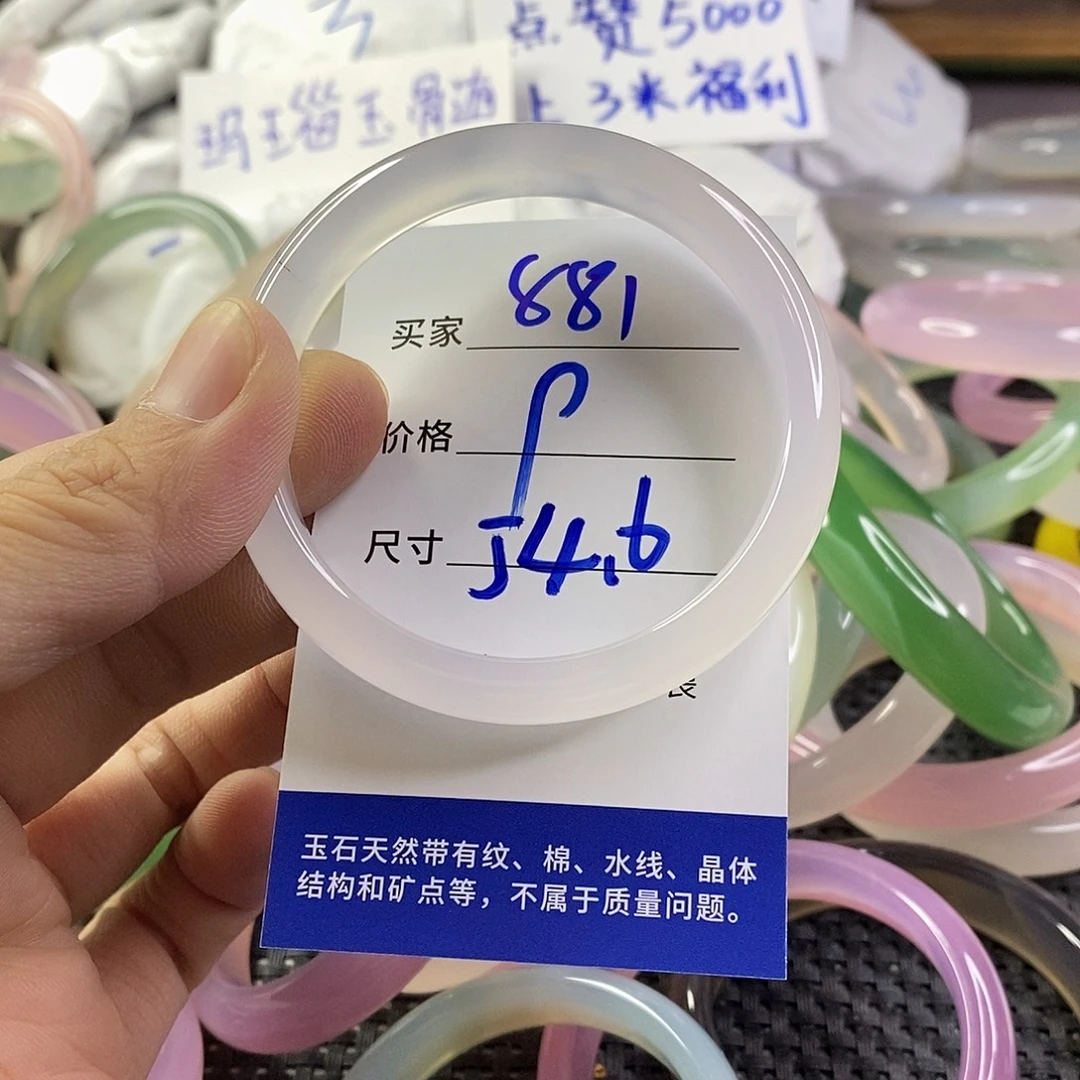 点赞5000
上3米福利
玛瑙玉骨遊
买家 881
价格
尺寸 54.6
玉石天然带有纹、棉、水线、晶体
结构和矿点等，不属于质量问题。